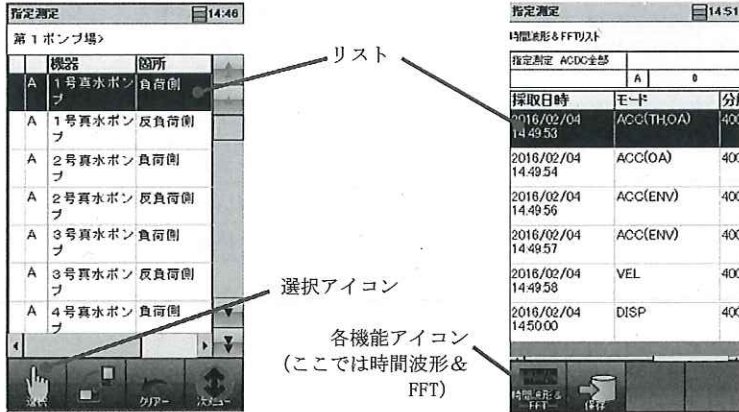 指定測定 14:46
第1ポンプ場>
機器 箇所
A 1号真水ポンプ 負荷側
A 1号真水ポンプ 反負荷側
A 2号真水ポンプ 負荷側
A 2号真水ポンプ 反負荷側
A 3号真水ポンプ 負荷側
A 3号真水ポンプ 反負荷側
A 4号真水ポンプ 負荷側
選択
クリアー
次メニュー
リスト
選択アイコン
各機能アイコン
(ここでは時間波形&
FFT)
指定測定 14:51
時間波形&FFTリスト
指定測定 ACDC全部
A 0
採取日時 モード
2016/02/04 ACC(TH,OA) 400
14:49:53
2016/02/04 ACC(OA) 400
14:49:54
2016/02/04 ACC(ENV) 400
14:49:56
2016/02/04 ACC(ENV) 400
14:49:57
2016/02/04 VEL 400
14:49:58
2016/02/04 DISP 400
14:50:00
時間波形&
FFT
保存